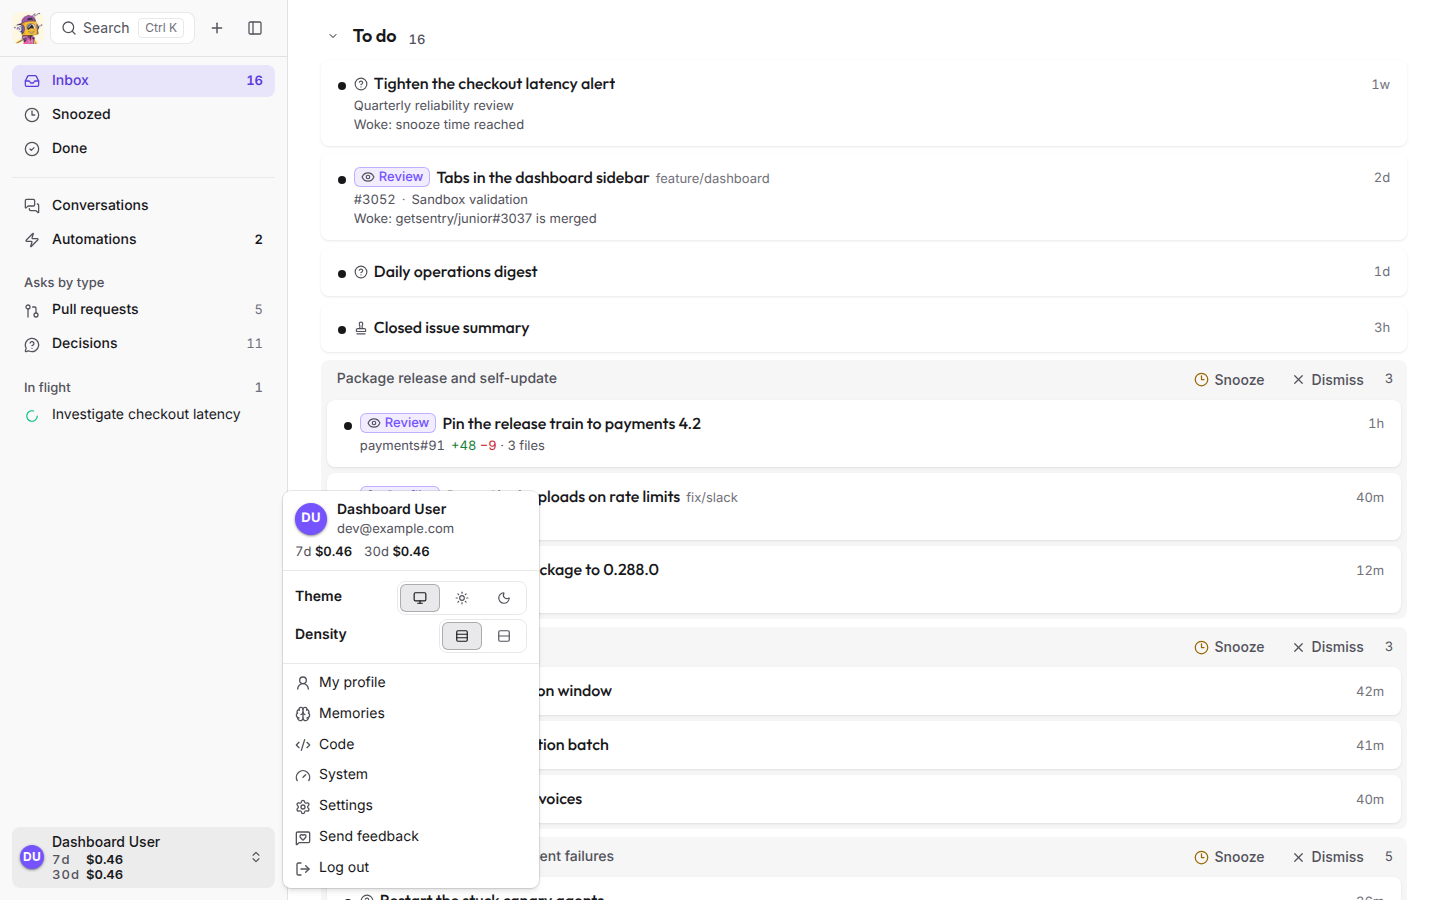 Search Ctrl K
Inbox 16
Snoozed
Done
Conversations
Automations 2
Asks by type
Pull requests 5
Decisions 11
In flight 1
Investigate checkout latency
DU Dashboard User
7d $0.46
30d $0.46
To do 16
Tighten the checkout latency alert 1w
Quarterly reliability review
Woke: snooze time reached
Review Tabs in the dashboard sidebar feature/dashboard 2d
#3052 · Sandbox validation
Woke: getsentry/junior#3037 is merged
Daily operations digest 1d
Closed issue summary 3h
Package release and self-update Snooze Dismiss 3
Review Pin the release train to payments 4.2 1h
payments#91 +48 −9 · 3 files
ploads on rate limits fix/slack 40m
ckage to 0.288.0 12m
Snooze Dismiss 3
on window 42m
tion batch 41m
voices 40m
ent failures Snooze Dismiss 5
Restart the stuck canary agents
DU Dashboard User
dev@example.com
7d $0.46 30d $0.46
Theme
Density
My profile
Memories
Code
System
Settings
Send feedback
Log out